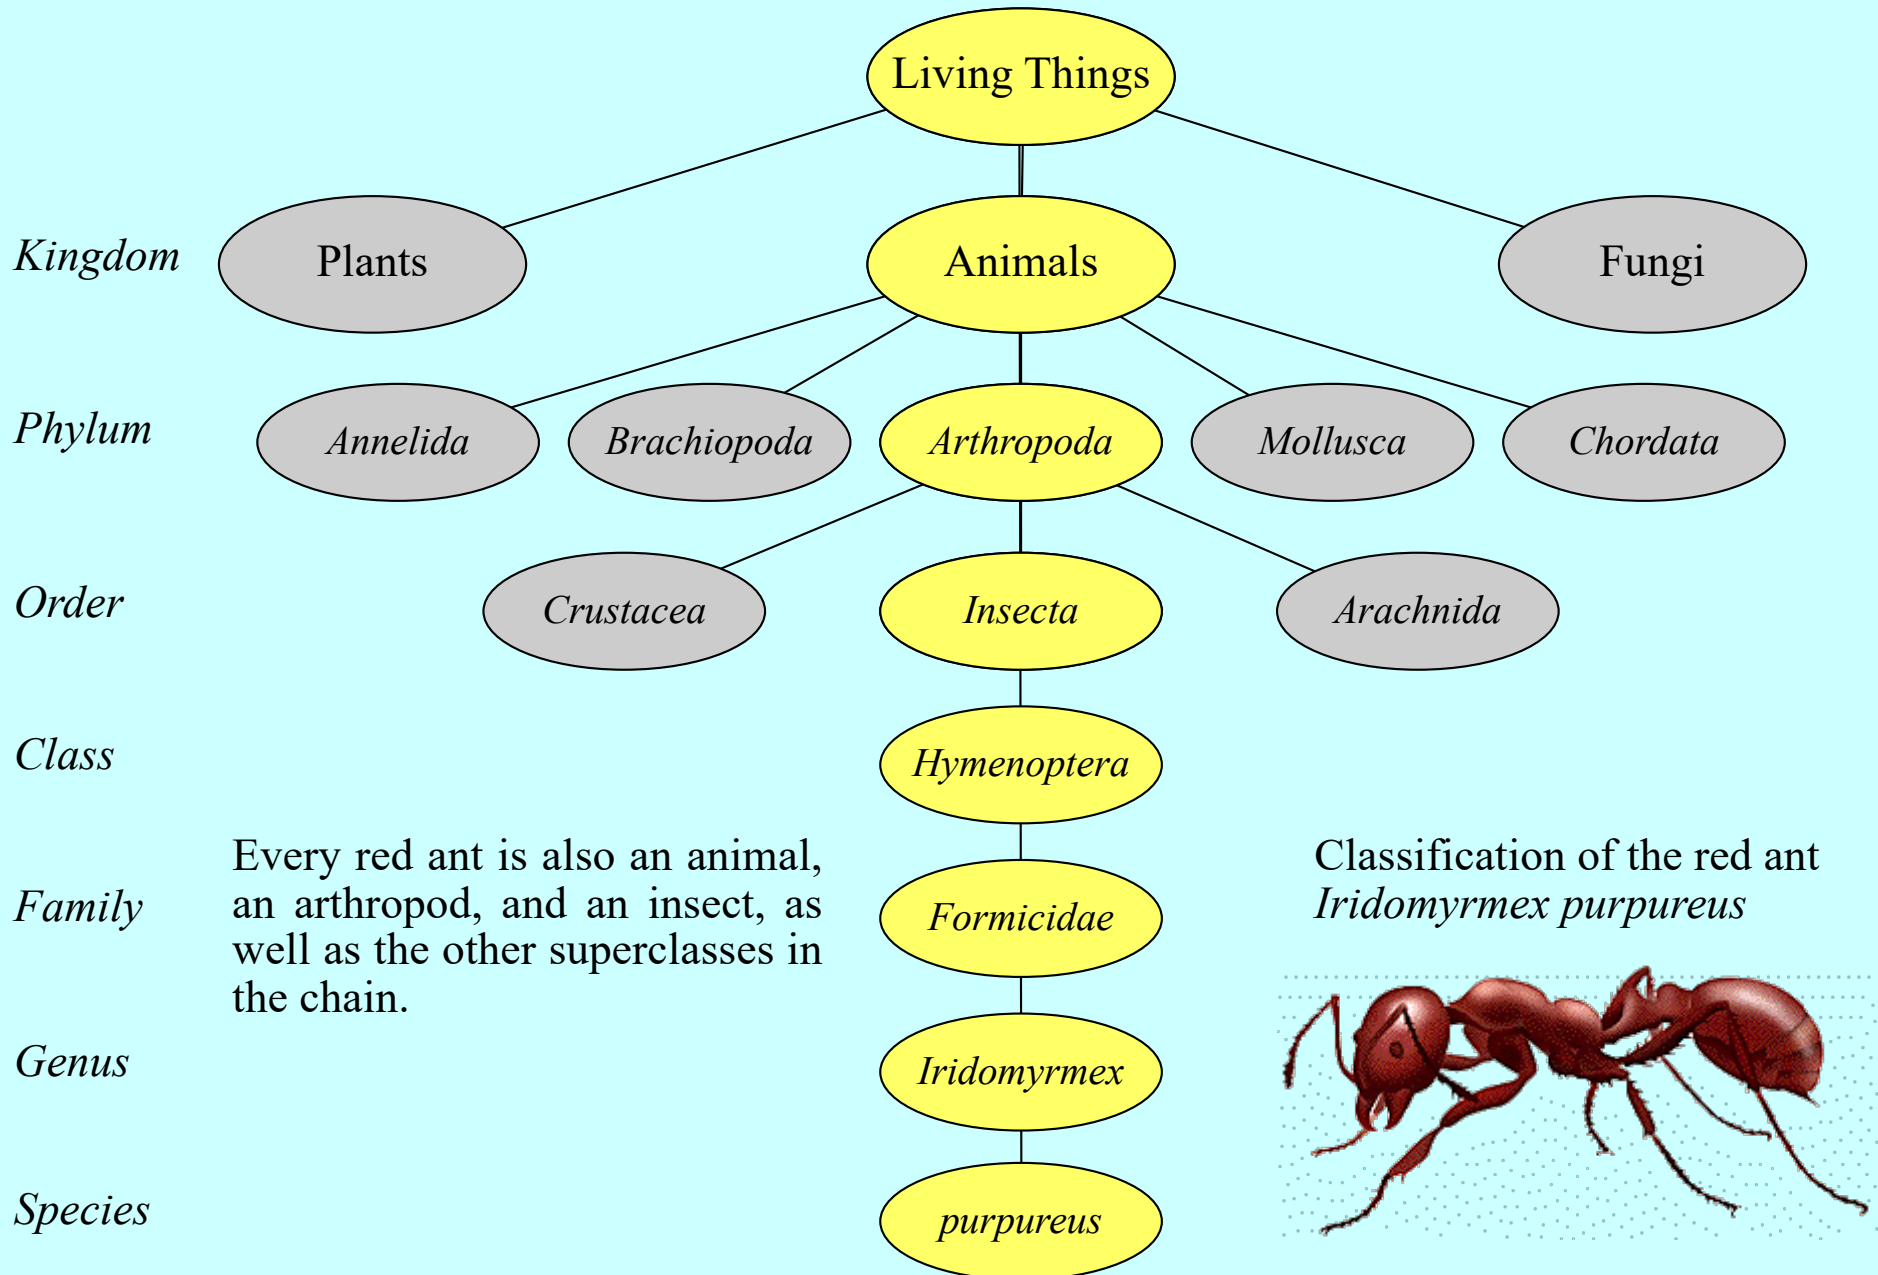 Living Things
Kingdom
Plants
Animals
Fungi
Phylum
Annelida
Brachiopoda
Arthropoda
Mollusca
Chordata
Order
Crustacea
Insecta
Arachnida
Class
Hymenoptera
Every red ant is also an animal,
an arthropod, and an insect, as
well as the other superclasses in
the chain.
Classification of the red ant
Iridomyrmex purpureus
Family
Formicidae
Genus
Iridomyrmex
Species
purpureus